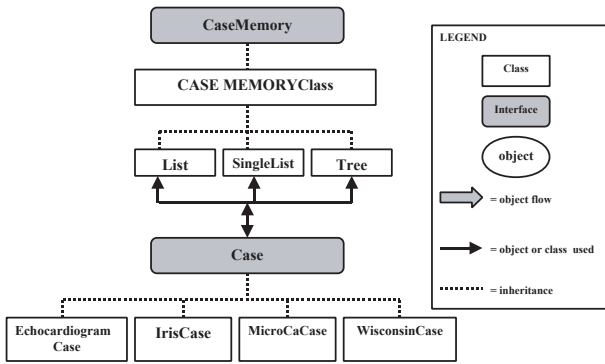 CaseMemory
CASE MEMORYClass
List
SingleList
Tree
Case
Echocardiogram
Case
IrisCase
MicroCaCase
WisconsinCase
LEGEND
Class
Interface
object
= object flow
= object or class used
= inheritance